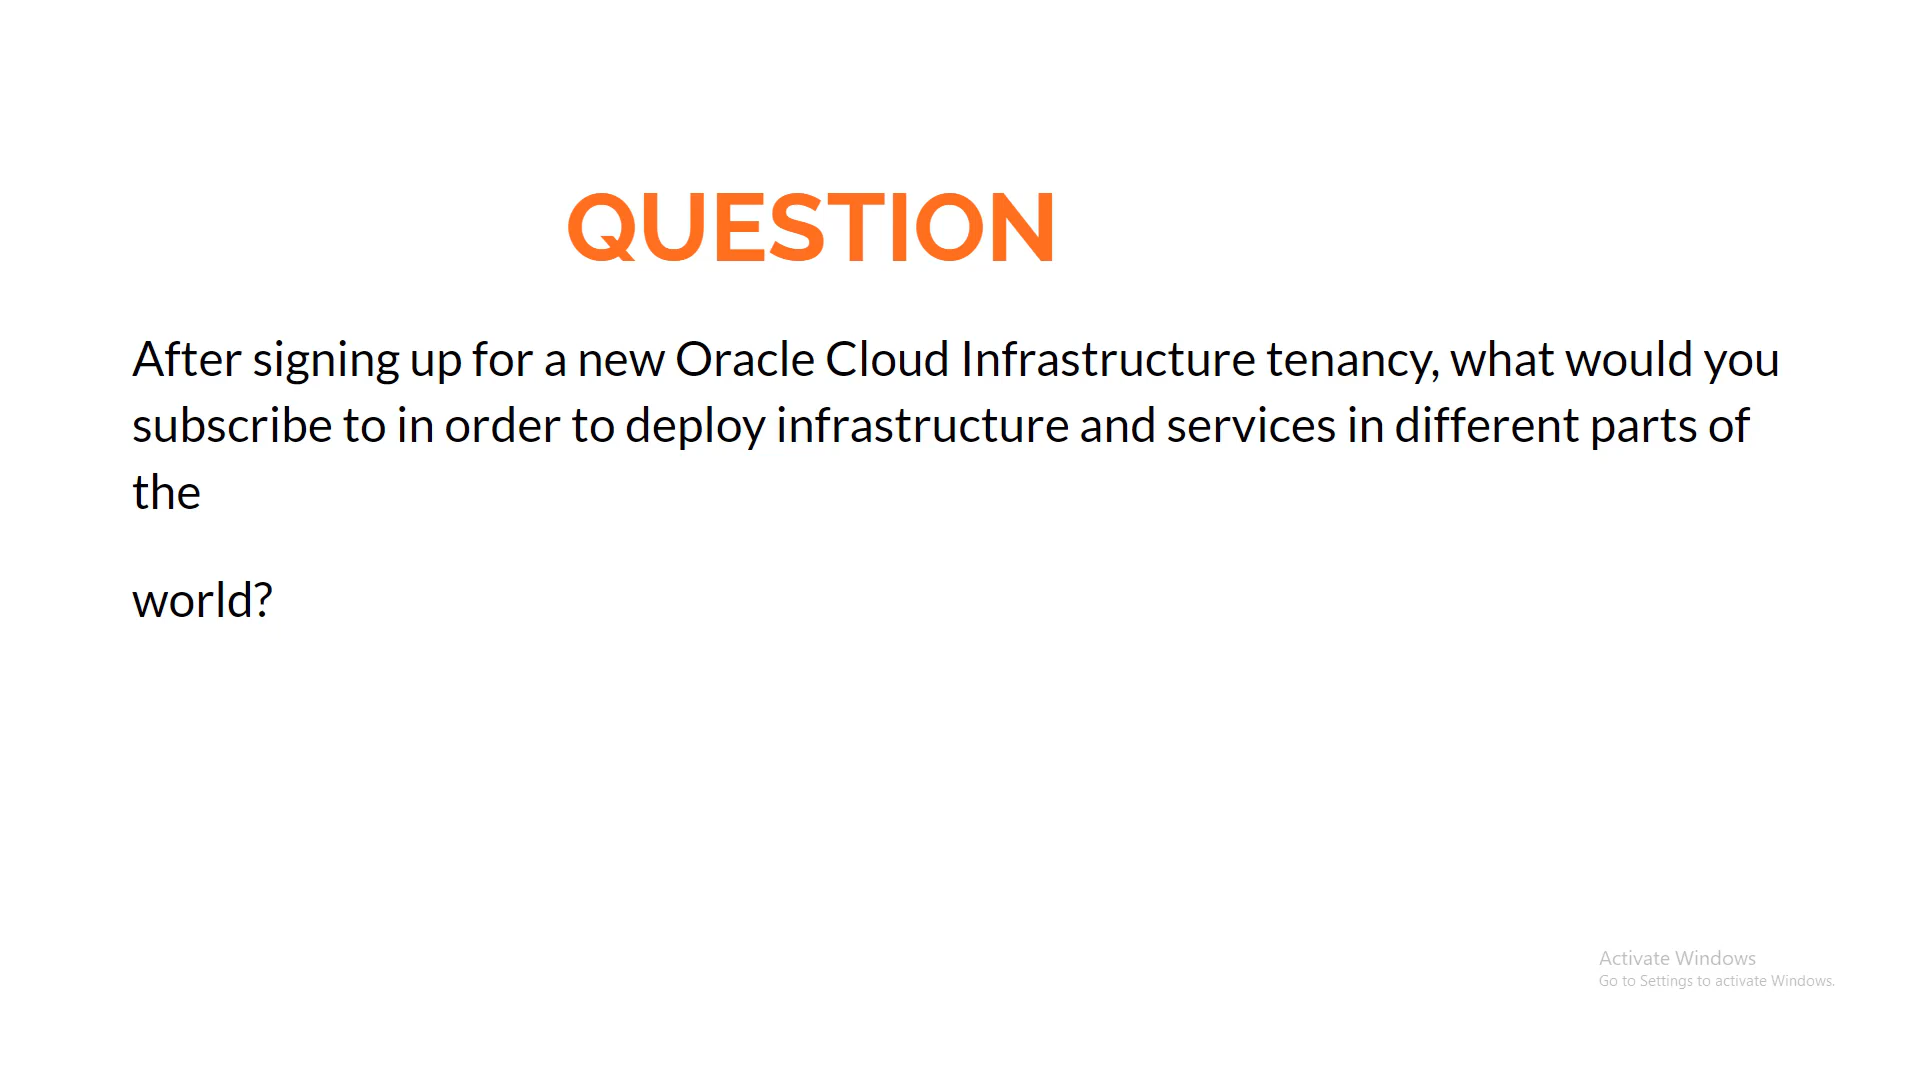 QUESTION
After signing up for a new Oracle Cloud Infrastructure tenancy, what would you
subscribe to in order to deploy infrastructure and services in different parts of
the
world?
Activate Windows
Go to Settings to activate Windows.